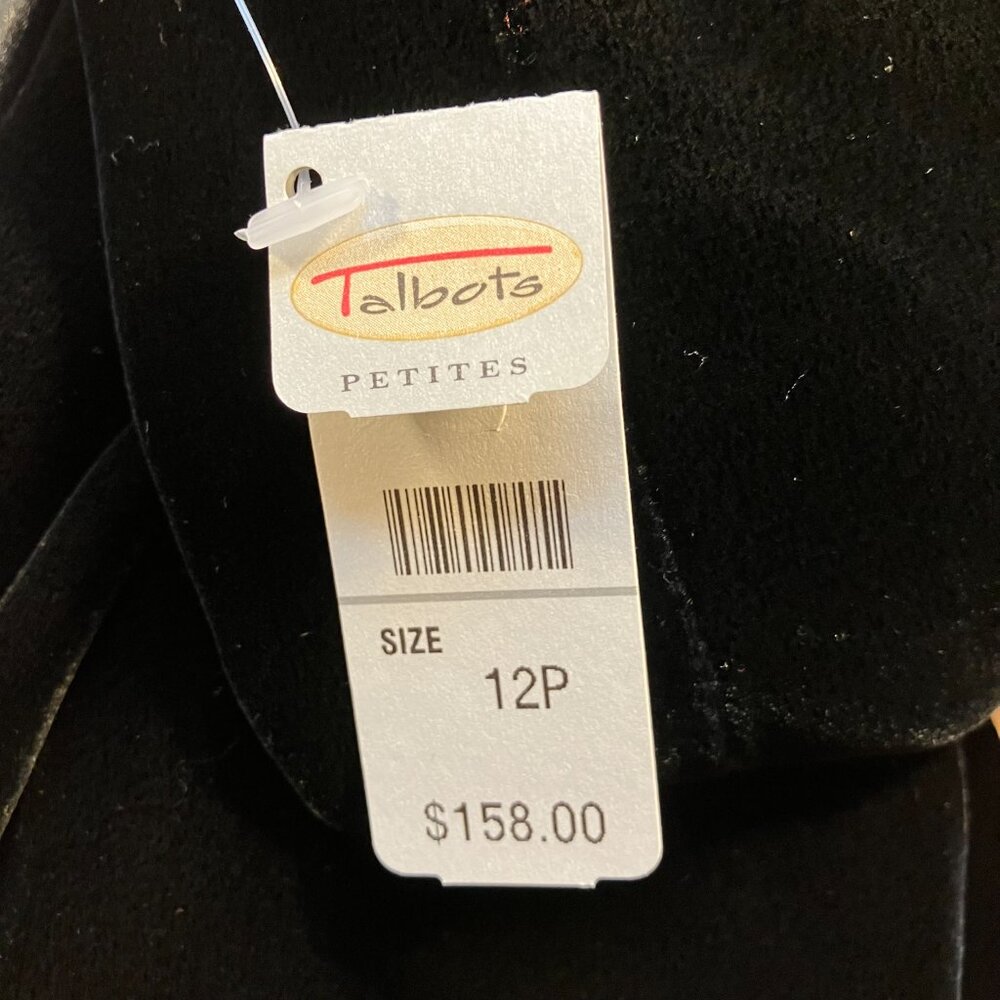 Talbots
PETITES
SIZE
12P
$158.00